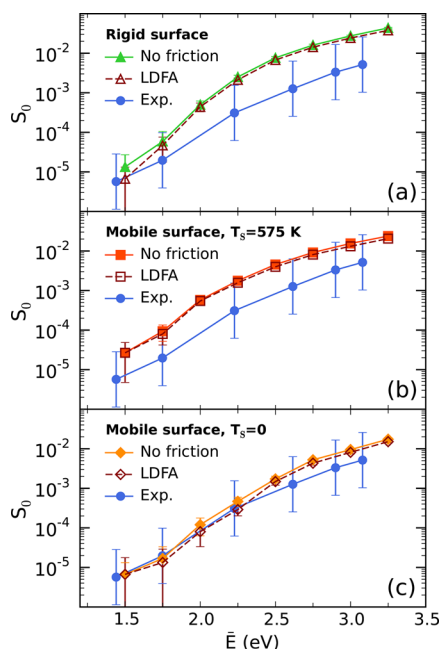 Rigid surface
No friction
LDFA
Exp.
10⁻²
10⁻³
10⁻⁴
10⁻⁵
S₀
(a)
Mobile surface, Tₛ=575 K
No friction
LDFA
Exp.
10⁻²
10⁻³
10⁻⁴
10⁻⁵
S₀
(b)
Mobile surface, Tₛ=0
No friction
LDFA
Exp.
10⁻²
10⁻³
10⁻⁴
10⁻⁵
S₀
(c)
1.5 2.0 2.5 3.0 3.5
Ē (eV)